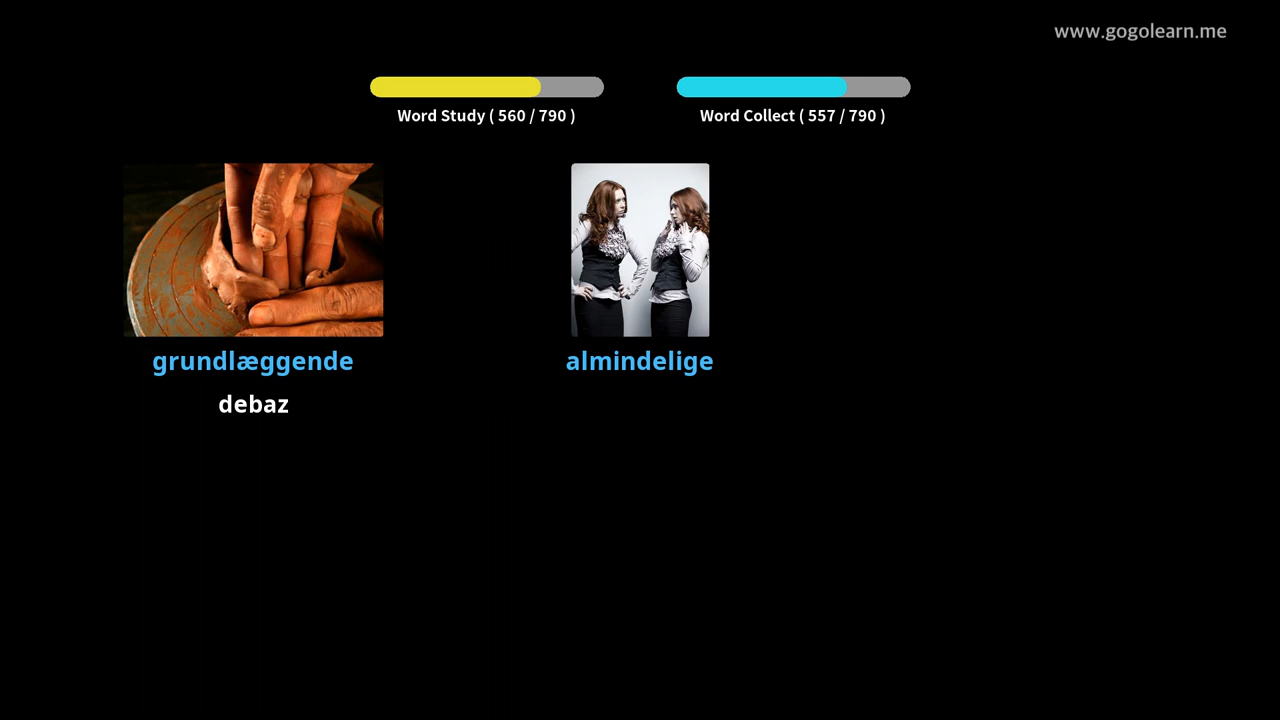 www.gogolearn.me
Word Study ( 560 / 790 )
Word Collect ( 557 / 790 )
grundlæggende
almindelige
debaz